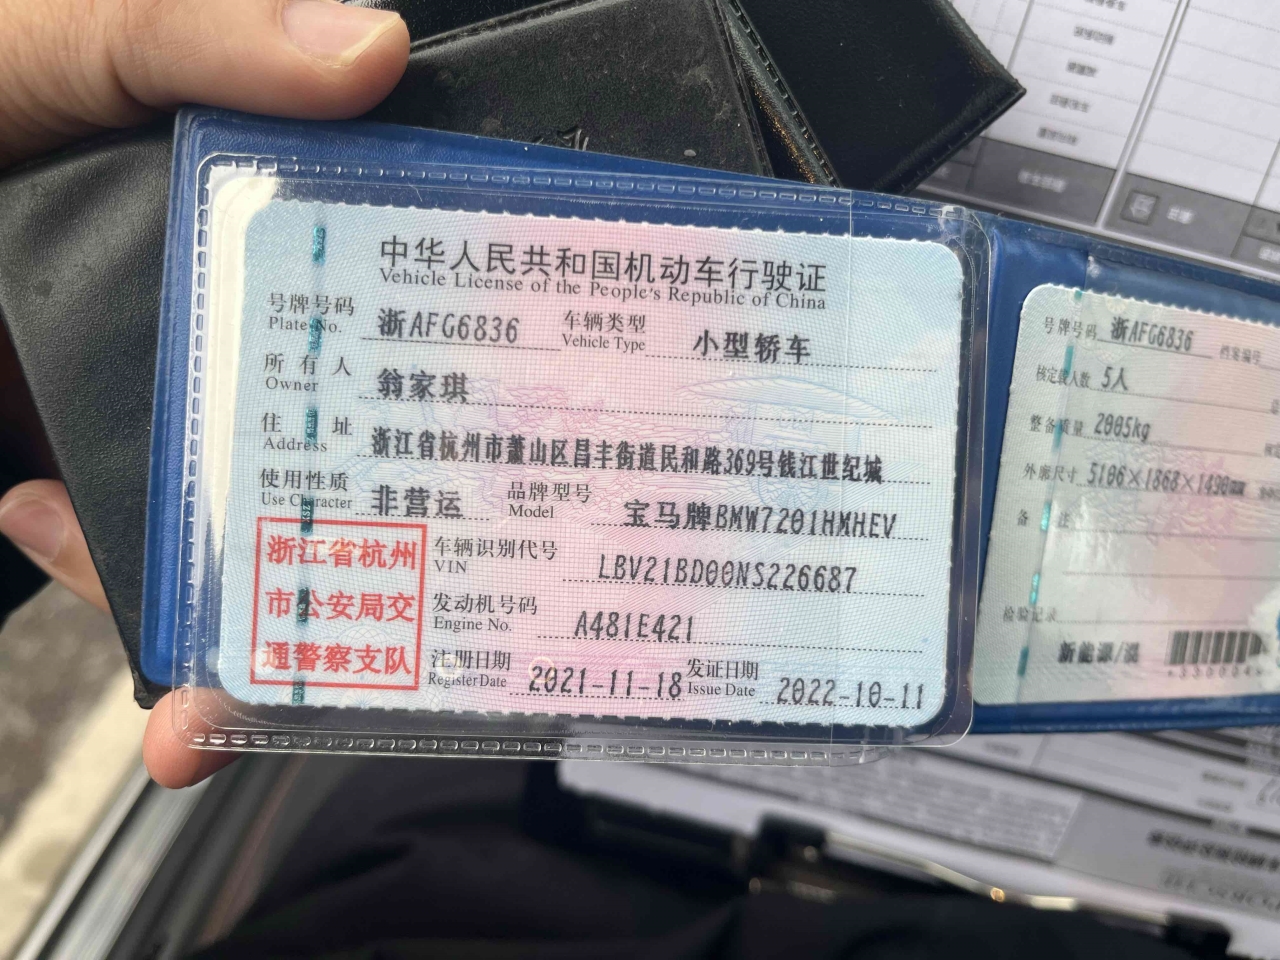 中华人民共和国机动车行驶证
Vehicle License of the People's Republic of China
号牌号码 浙AFG6836 车辆类型 小型轿车
Plate No. Vehicle Type
所有人 翁家琪
Owner
住址 浙江省杭州市萧山区昌丰街道民和路369号钱江世纪城
Address
使用性质 非营运 品牌型号 宝马牌BMW7201HMHEV
Use Character Model
浙江省杭州
市公安局交
通警察支队
车辆识别代号 LBV21BD00NS226687
VIN
发动机号码 A481E421
Engine No.
注册日期 2021-11-18 发证日期 2022-10-11
Register Date Issue Date
号牌号码 浙AFG6836 档案编号
核定载人数 5人
整备质量 2005kg
外廓尺寸 5106×1868×1490
备注
检验记录
新能源/混